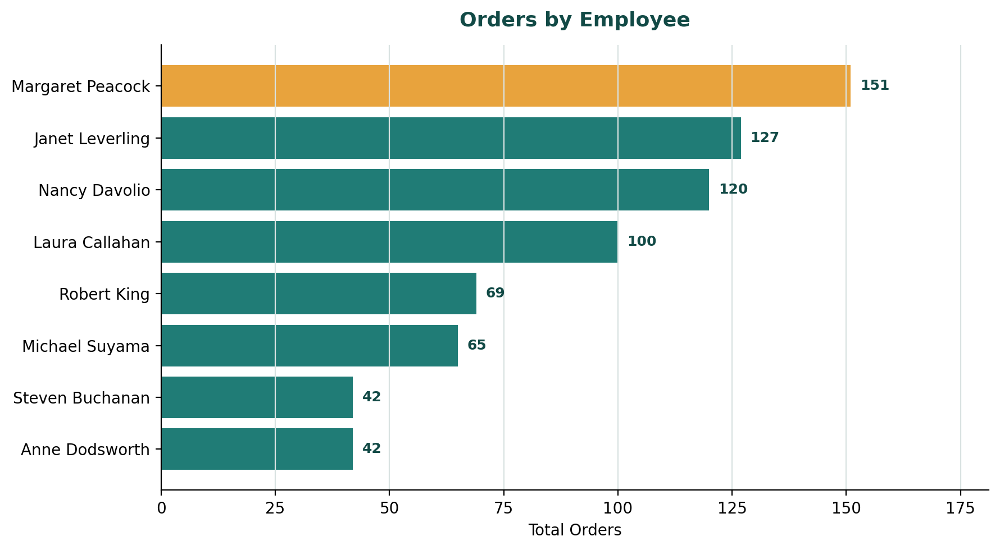 Orders by Employee
Margaret Peacock 151
Janet Leverling 127
Nancy Davolio 120
Laura Callahan 100
Robert King 69
Michael Suyama 65
Steven Buchanan 42
Anne Dodsworth 42
0 25 50 75 100 125 150 175
Total Orders